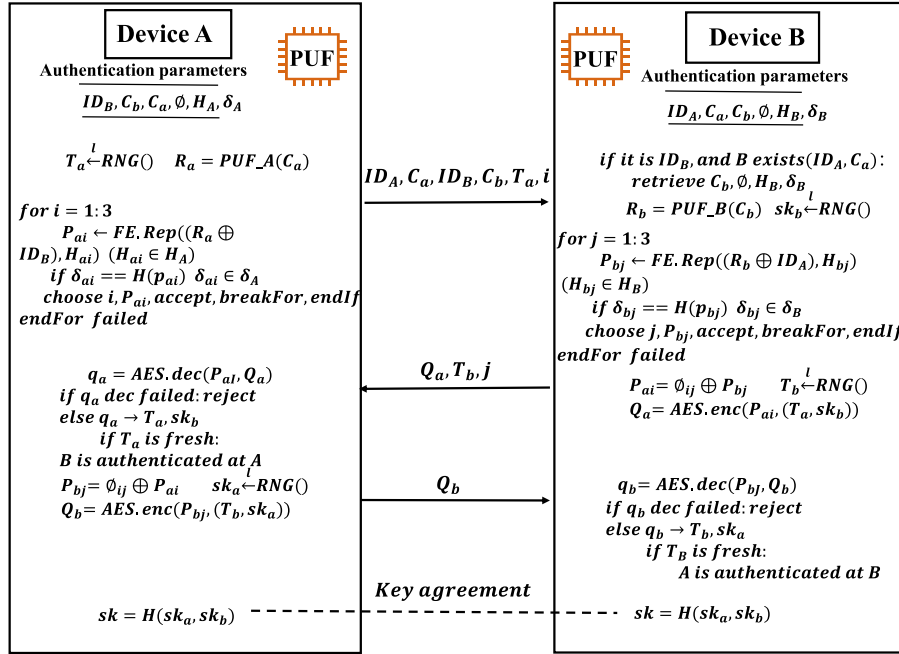 Device A
PUF
Authentication parameters
ID_B, C_b, C_a, ∅, H_A, δ_A
T_a ←^l RNG() R_a = PUF_A(C_a)
for i = 1:3
P_ai ← FE.Rep((R_a ⊕
ID_B), H_ai) (H_ai ∈ H_A)
if δ_ai == H(p_ai) δ_ai ∈ δ_A
choose i, P_ai, accept, breakFor, endIf
endFor failed
q_a = AES.dec(P_aI, Q_a)
if q_a dec failed: reject
else q_a → T_a, sk_b
if T_a is fresh:
B is authenticated at A
P_bj = ∅_ij ⊕ P_ai sk_a ←^l RNG()
Q_b = AES.enc(P_bj, (T_b, sk_a))
sk = H(sk_a, sk_b)
ID_A, C_a, ID_B, C_b, T_a, i
Q_a, T_b, j
Q_b
Key agreement
Device B
PUF
Authentication parameters
ID_A, C_a, C_b, ∅, H_B, δ_B
if it is ID_B, and B exists(ID_A, C_a):
retrieve C_b, ∅, H_B, δ_B
R_b = PUF_B(C_b) sk_b ←^l RNG()
for j = 1:3
P_bj ← FE.Rep((R_b ⊕ ID_A), H_bj)
(H_bj ∈ H_B)
if δ_bj == H(p_bj) δ_bj ∈ δ_B
choose j, P_bj, accept, breakFor, endIf
endFor failed
P_ai = ∅_ij ⊕ P_bj T_b ←^l RNG()
Q_a = AES.enc(P_ai, (T_a, sk_b))
q_b = AES.dec(P_bJ, Q_b)
if q_b dec failed: reject
else q_b → T_b, sk_a
if T_B is fresh:
A is authenticated at B
sk = H(sk_a, sk_b)